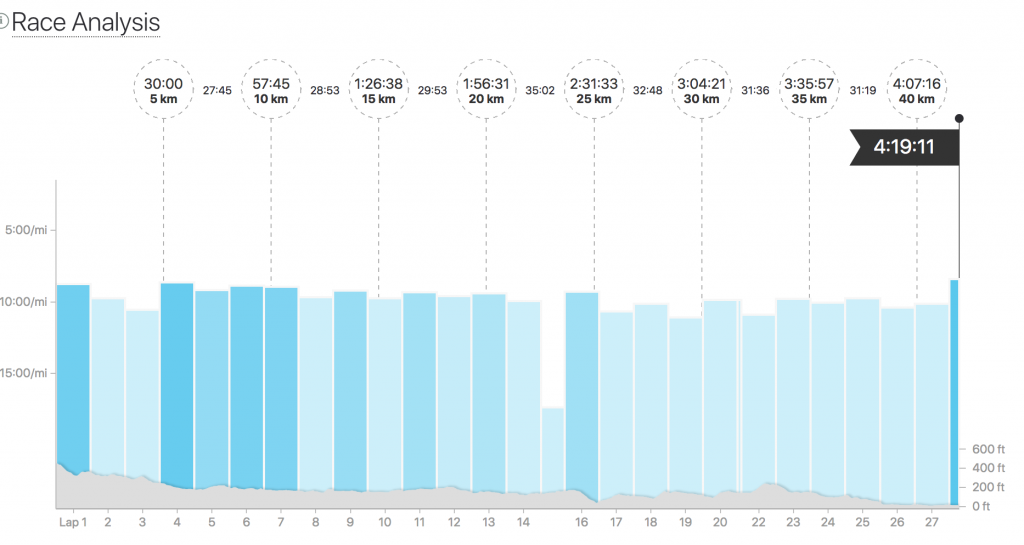 Race Analysis
30:00 27:45 57:45 28:53 1:26:38 29:53 1:56:31 35:02 2:31:33 32:48 3:04:21 31:36 3:35:57 31:19 4:07:16
5 km 10 km 15 km 20 km 25 km 30 km 35 km 40 km
4:19:11
5:00/mi
10:00/mi
15:00/mi
600 ft
400 ft
200 ft
0 ft
Lap 1 2 3 4 5 6 7 8 9 10 11 12 13 14 16 17 18 19 20 21 22 23 24 25 26 27